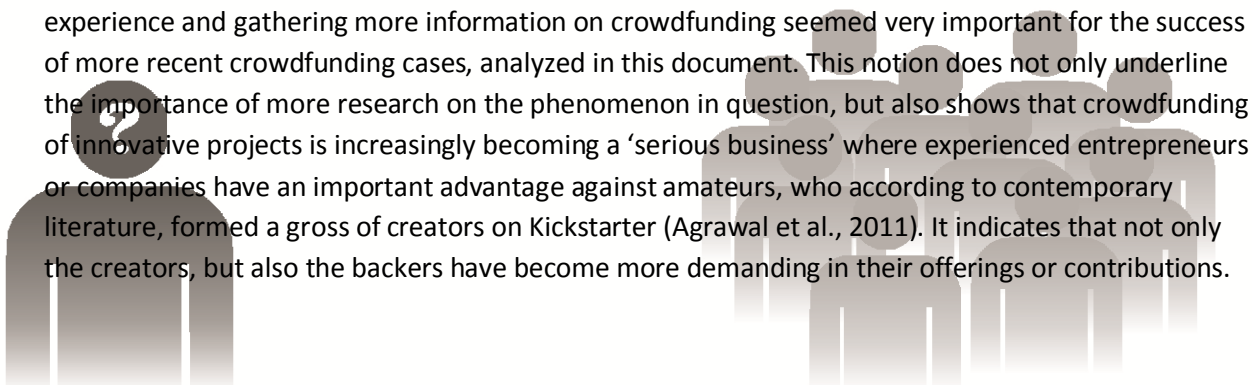 experience and gathering more information on crowdfunding seemed very important for the success
of more recent crowdfunding cases, analyzed in this document. This notion does not only underline
the importance of more research on the phenomenon in question, but also shows that crowdfunding
of innovative projects is increasingly becoming a ‘serious business’ where experienced entrepreneurs
or companies have an important advantage against amateurs, who according to contemporary
literature, formed a gross of creators on Kickstarter (Agrawal et al., 2011). It indicates that not only
the creators, but also the backers have become more demanding in their offerings or contributions.
?